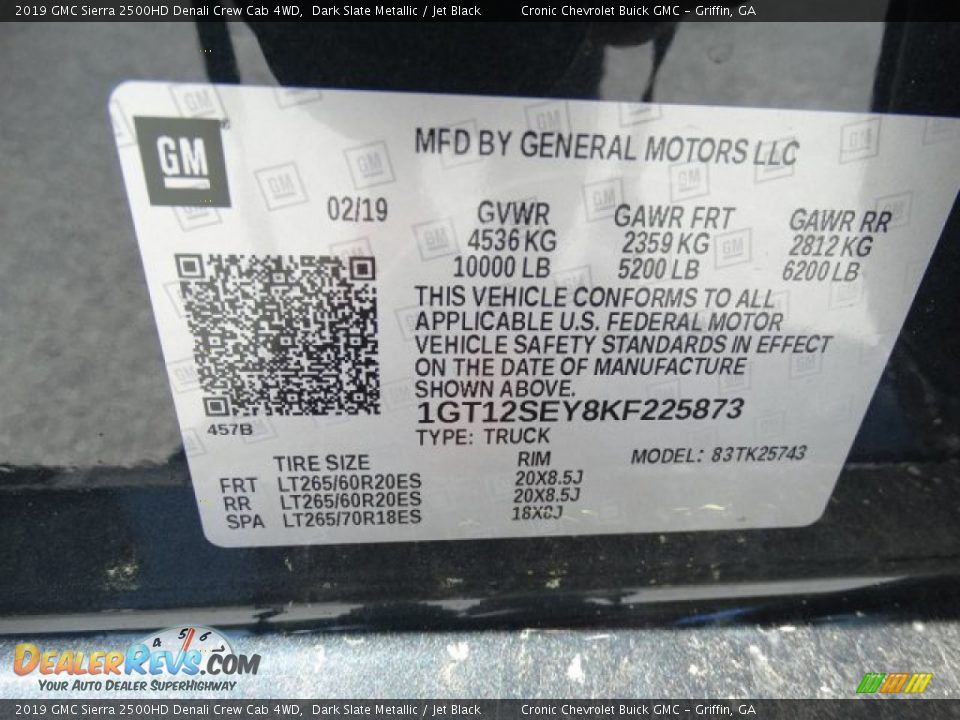 2019 GMC Sierra 2500HD Denali Crew Cab 4WD, Dark Slate Metallic / Jet Black Cronic Chevrolet Buick GMC - Griffin, GA
GM
MFD BY GENERAL MOTORS LLC
02/19
GVWR GAWR FRT GAWR RR
4536 KG 2359 KG 2812 KG
10000 LB 5200 LB 6200 LB
THIS VEHICLE CONFORMS TO ALL
APPLICABLE U.S. FEDERAL MOTOR
VEHICLE SAFETY STANDARDS IN EFFECT
ON THE DATE OF MANUFACTURE
SHOWN ABOVE.
1GT12SEY8KF225873
457B
TYPE: TRUCK
MODEL: 83TK25743
TIRE SIZE RIM
FRT LT265/60R20ES 20X8.5J
RR LT265/60R20ES 20X8.5J
SPA LT265/70R18ES 18X8J
4 5 6
DEALERREVS.COM
YOUR AUTO DEALER SUPERHIGHWAY
2019 GMC Sierra 2500HD Denali Crew Cab 4WD, Dark Slate Metallic / Jet Black Cronic Chevrolet Buick GMC - Griffin, GA